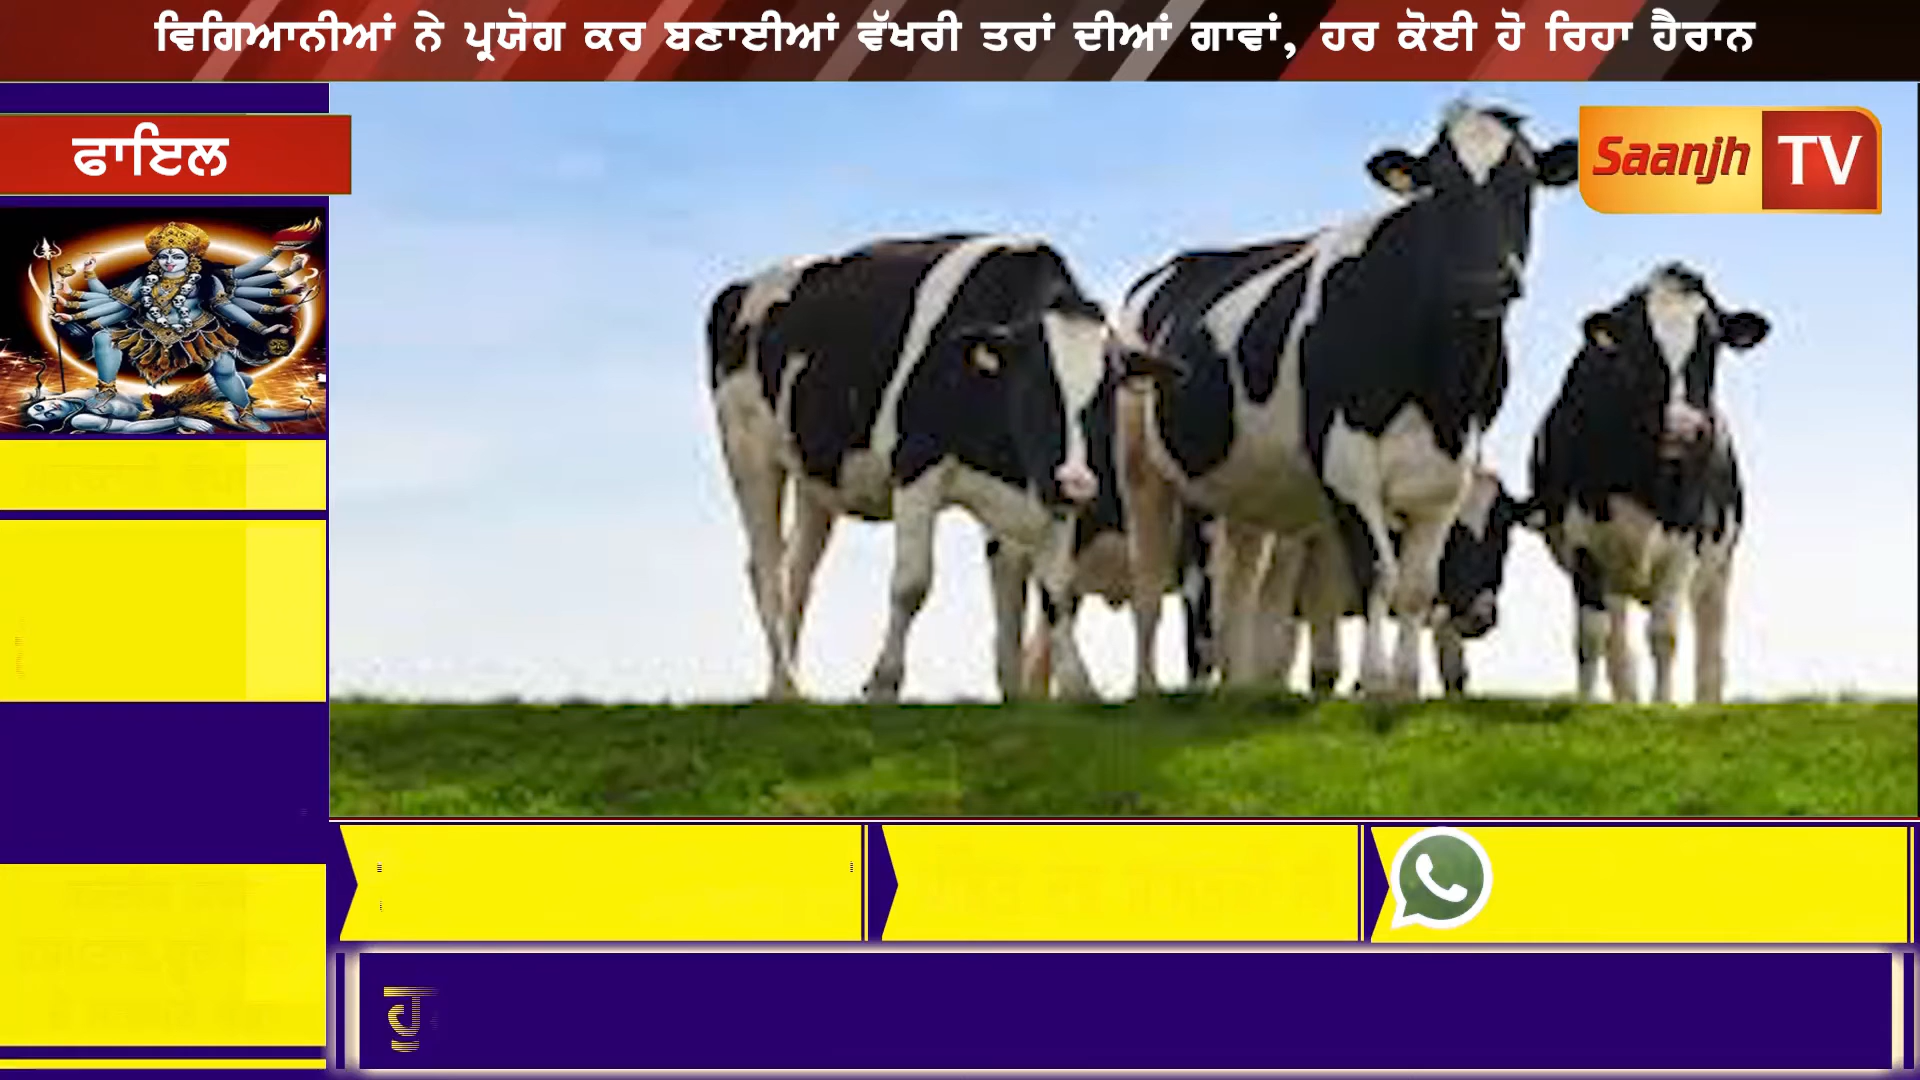 ਵਿਗਿਆਨੀਆਂ ਨੇ ਪ੍ਰਯੋਗ ਕਰ ਬਣਾਈਆਂ ਵੱਖਰੀ ਤਰਾਂ ਦੀਆਂ ਗਾਵਾਂ, ਹਰ ਕੋਈ ਹੋ ਰਿਹਾ ਹੈਰਾਨ
ਫਾਇਲ
Saanjh TV